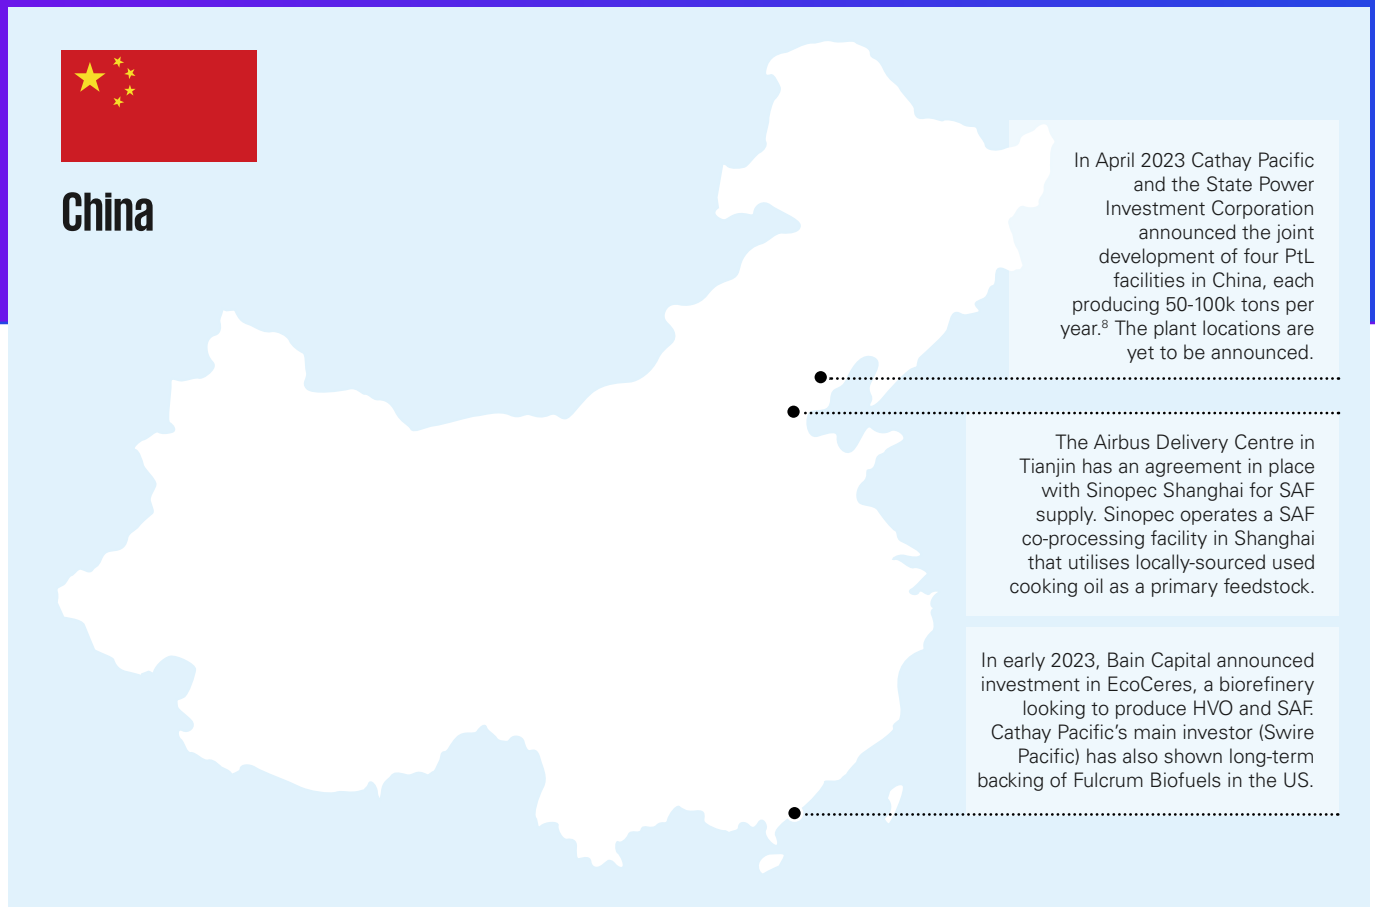 China
In April 2023 Cathay Pacific
and the State Power
Investment Corporation
announced the joint
development of four PtL
facilities in China, each
producing 50-100k tons per
year.⁸ The plant locations are
yet to be announced.
The Airbus Delivery Centre in
Tianjin has an agreement in place
with Sinopec Shanghai for SAF
supply. Sinopec operates a SAF
co-processing facility in Shanghai
that utilises locally-sourced used
cooking oil as a primary feedstock.
In early 2023, Bain Capital announced
investment in EcoCeres, a biorefinery
looking to produce HVO and SAF.
Cathay Pacific’s main investor (Swire
Pacific) has also shown long-term
backing of Fulcrum Biofuels in the US.